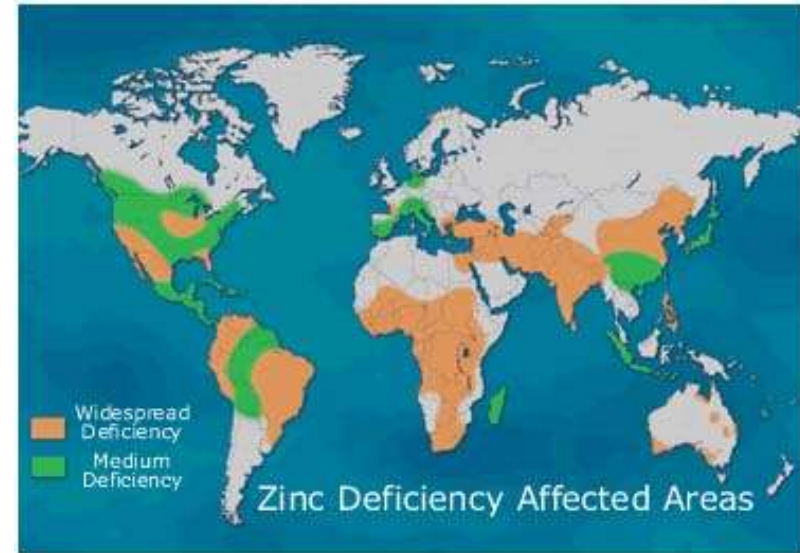 Widespread
Deficiency
Medium
Deficiency
Zinc Deficiency Affected Areas